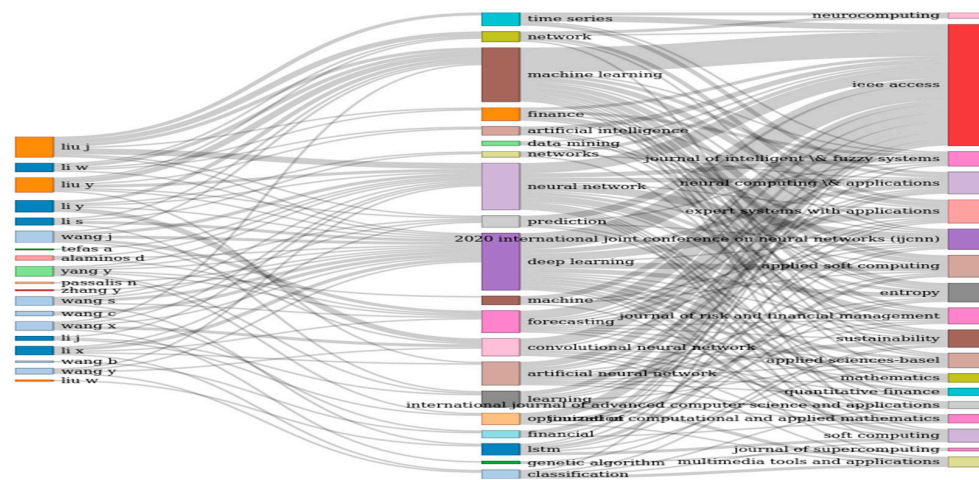 liu j
li w
liu y
li y
li s
wang j
tefas a
alaminos d
yang y
passalis n
zhang y
wang s
wang c
wang x
li j
li x
wang b
wang y
liu w
time series
network
machine learning
finance
artificial intelligence
data mining
networks
neural network
prediction
deep learning
machine
forecasting
convolutional neural network
artificial neural network
learning
financial
lstm
genetic algorithm
classification
neurocomputing
ieee access
journal of intelligent \& fuzzy systems
neural computing \& applications
expert systems with applications
2020 international joint conference on neural networks (ijcnn)
applied soft computing
entropy
journal of risk and financial management
sustainability
applied sciences-basel
mathematics
quantitative finance
international journal of advanced computer science and applications
of computational and applied mathematics
soft computing
journal of supercomputing
multimedia tools and applications